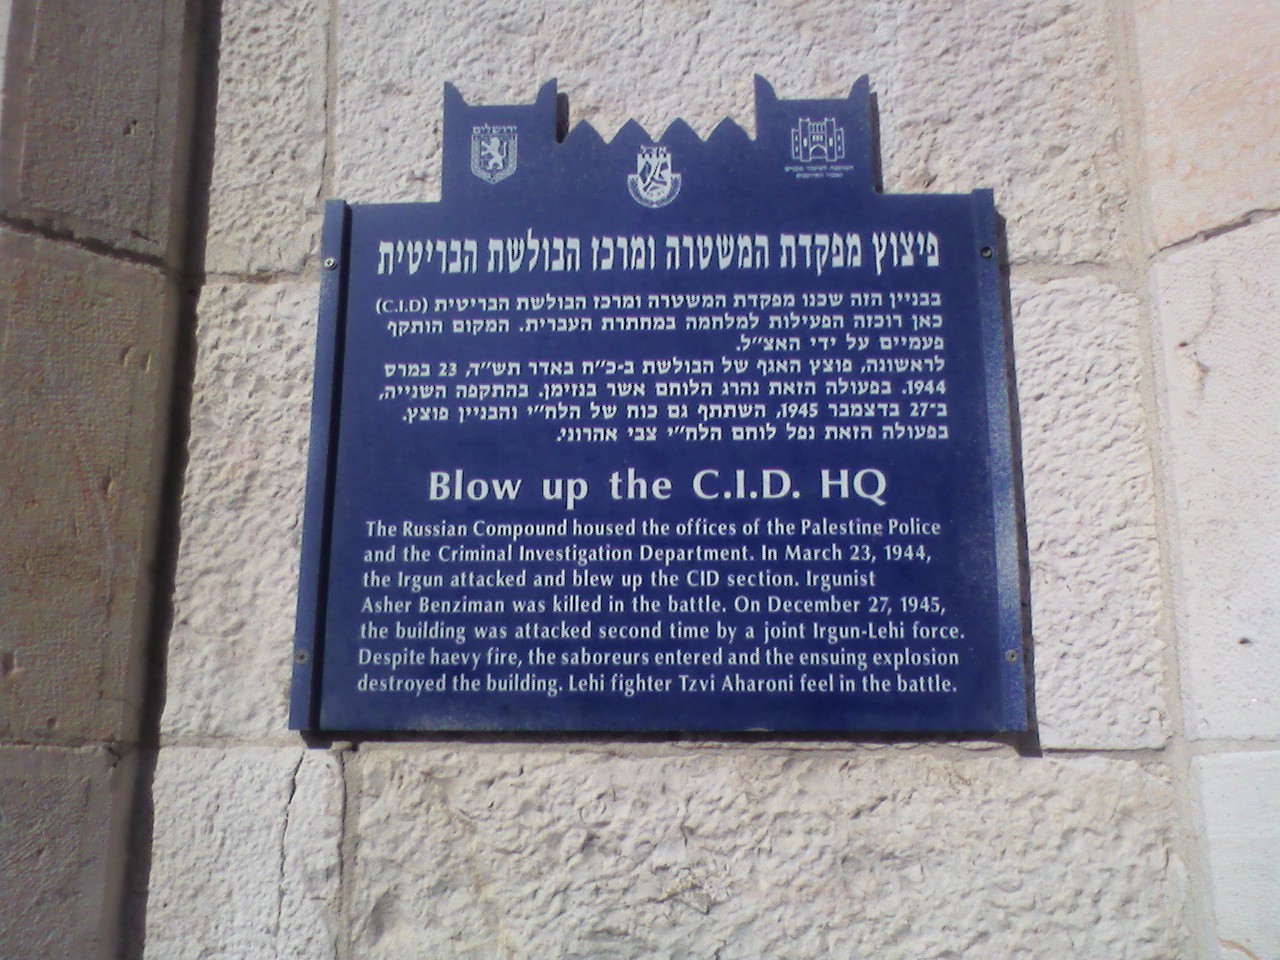 ירושלים
אצל
פיצוץ מפקדת המשטרה ומרכז הבולשת הבריטית
בבניין הזה שכנו מפקדת המשטרה ומרכז הבולשת הבריטית (C.I.D)
כאן רוכזה הפעילות למלחמה במחתרת העברית. המקום הותקף
פעמיים על ידי האצ״ל.
לראשונה, פוצץ האגף של הבולשת ב-כ״ח באדר תש״ד, 23 במרס
1944. בפעולה הזאת נהרג הלוחם אשר בנזימן. בהתקפה השנייה,
ב־27 בדצמבר 1945, השתתף גם כוח של הלח״י והבניין פוצץ.
בפעולה הזאת נפל לוחם הלח״י צבי אהרוני.
Blow up the C.I.D. HQ
The Russian Compound housed the offices of the Palestine Police
and the Criminal Investigation Department. In March 23, 1944,
the Irgun attacked and blew up the CID section. Irgunist
Asher Benziman was killed in the battle. On December 27, 1945,
the building was attacked second time by a joint Irgun-Lehi force.
Despite haevy fire, the saboreurs entered and the ensuing explosion
destroyed the building. Lehi fighter Tzvi Aharoni feel in the battle.